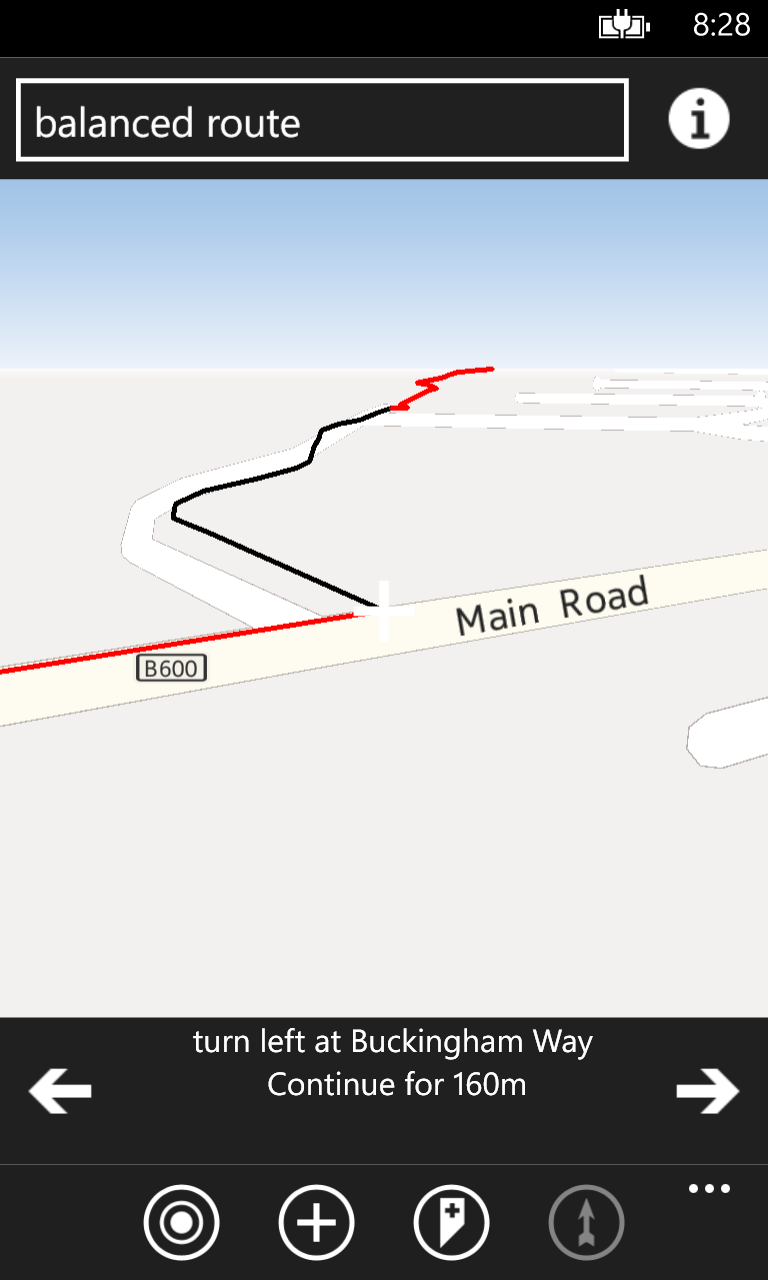 8:28
balanced route
Main Road
B600
turn left at Buckingham Way
Continue for 160m